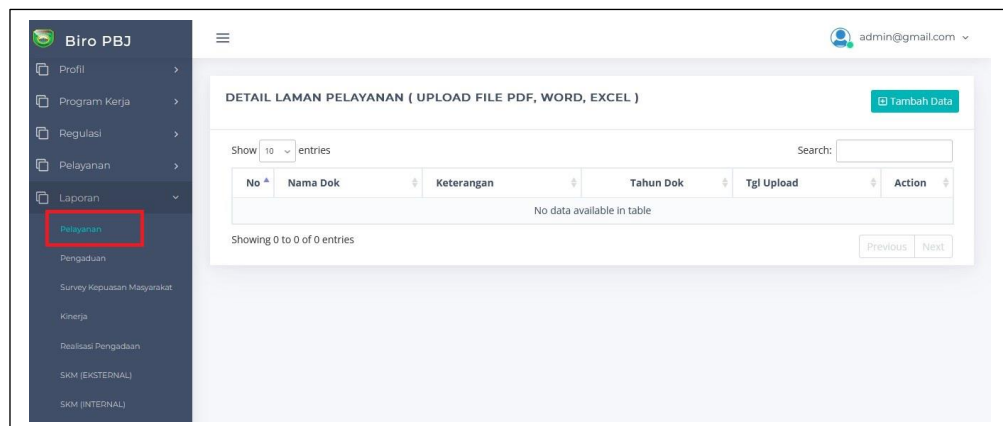 Biro PBJ
admin@gmail.com
Profil
Program Kerja
Regulasi
Pelayanan
Laporan
Pelayanan
Pengaduan
Survey Kepuasan Masyarakat
Kinerja
Realisasi Pengadaan
SKM (EKSTERNAL)
SKM (INTERNAL)
DETAIL LAMAN PELAYANAN ( UPLOAD FILE PDF, WORD, EXCEL )
Tambah Data
Show 10 entries
Search:
No Nama Dok Keterangan Tahun Dok Tgl Upload Action
No data available in table
Showing 0 to 0 of 0 entries
Previous Next